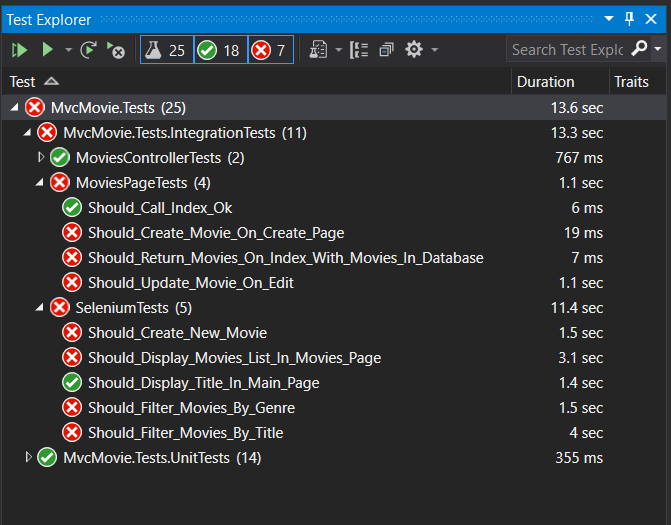 Test Explorer
25 18 7 Search Test Explo
Test Duration Traits
MvcMovie.Tests (25) 13.6 sec
MvcMovie.Tests.IntegrationTests (11) 13.3 sec
MoviesControllerTests (2) 767 ms
MoviesPageTests (4) 1.1 sec
Should_Call_Index_Ok 6 ms
Should_Create_Movie_On_Create_Page 19 ms
Should_Return_Movies_On_Index_With_Movies_In_Database 7 ms
Should_Update_Movie_On_Edit 1.1 sec
SeleniumTests (5) 11.4 sec
Should_Create_New_Movie 1.5 sec
Should_Display_Movies_List_In_Movies_Page 3.1 sec
Should_Display_Title_In_Main_Page 1.4 sec
Should_Filter_Movies_By_Genre 1.5 sec
Should_Filter_Movies_By_Title 4 sec
MvcMovie.Tests.UnitTests (14) 355 ms